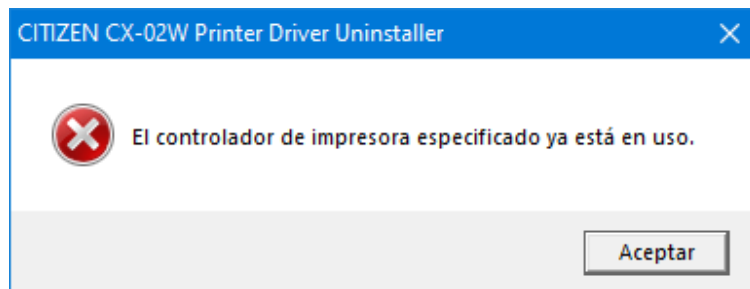 CITIZEN CX-02W Printer Driver Uninstaller
El controlador de impresora especificado ya está en uso.
Aceptar